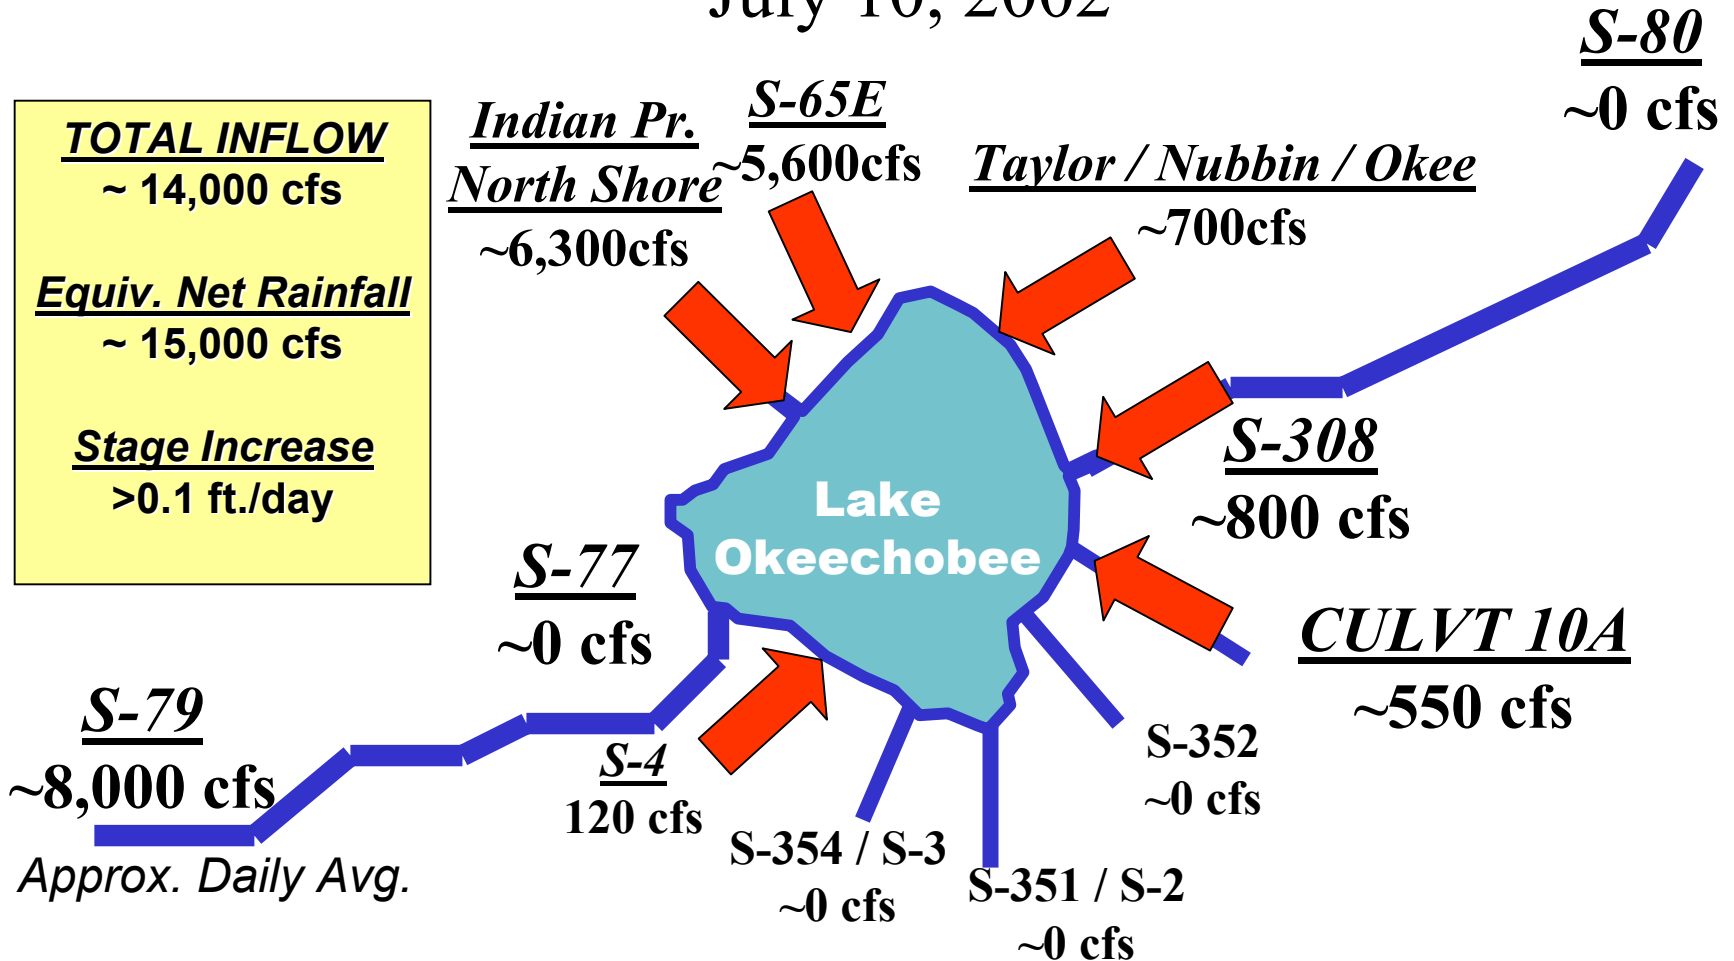 July 10, 2002
S-80
~0 cfs
TOTAL INFLOW
~ 14,000 cfs
Equiv. Net Rainfall
~ 15,000 cfs
Stage Increase
>0.1 ft./day
Indian Pr.
North Shore
~6,300cfs
S-65E
~5,600cfs
Taylor / Nubbin / Okee
~700cfs
S-308
~800 cfs
Lake
Okeechobee
S-77
~0 cfs
CULVT 10A
~550 cfs
S-79
~8,000 cfs
Approx. Daily Avg.
S-4
120 cfs
S-354 / S-3
~0 cfs
S-351 / S-2
~0 cfs
S-352
~0 cfs